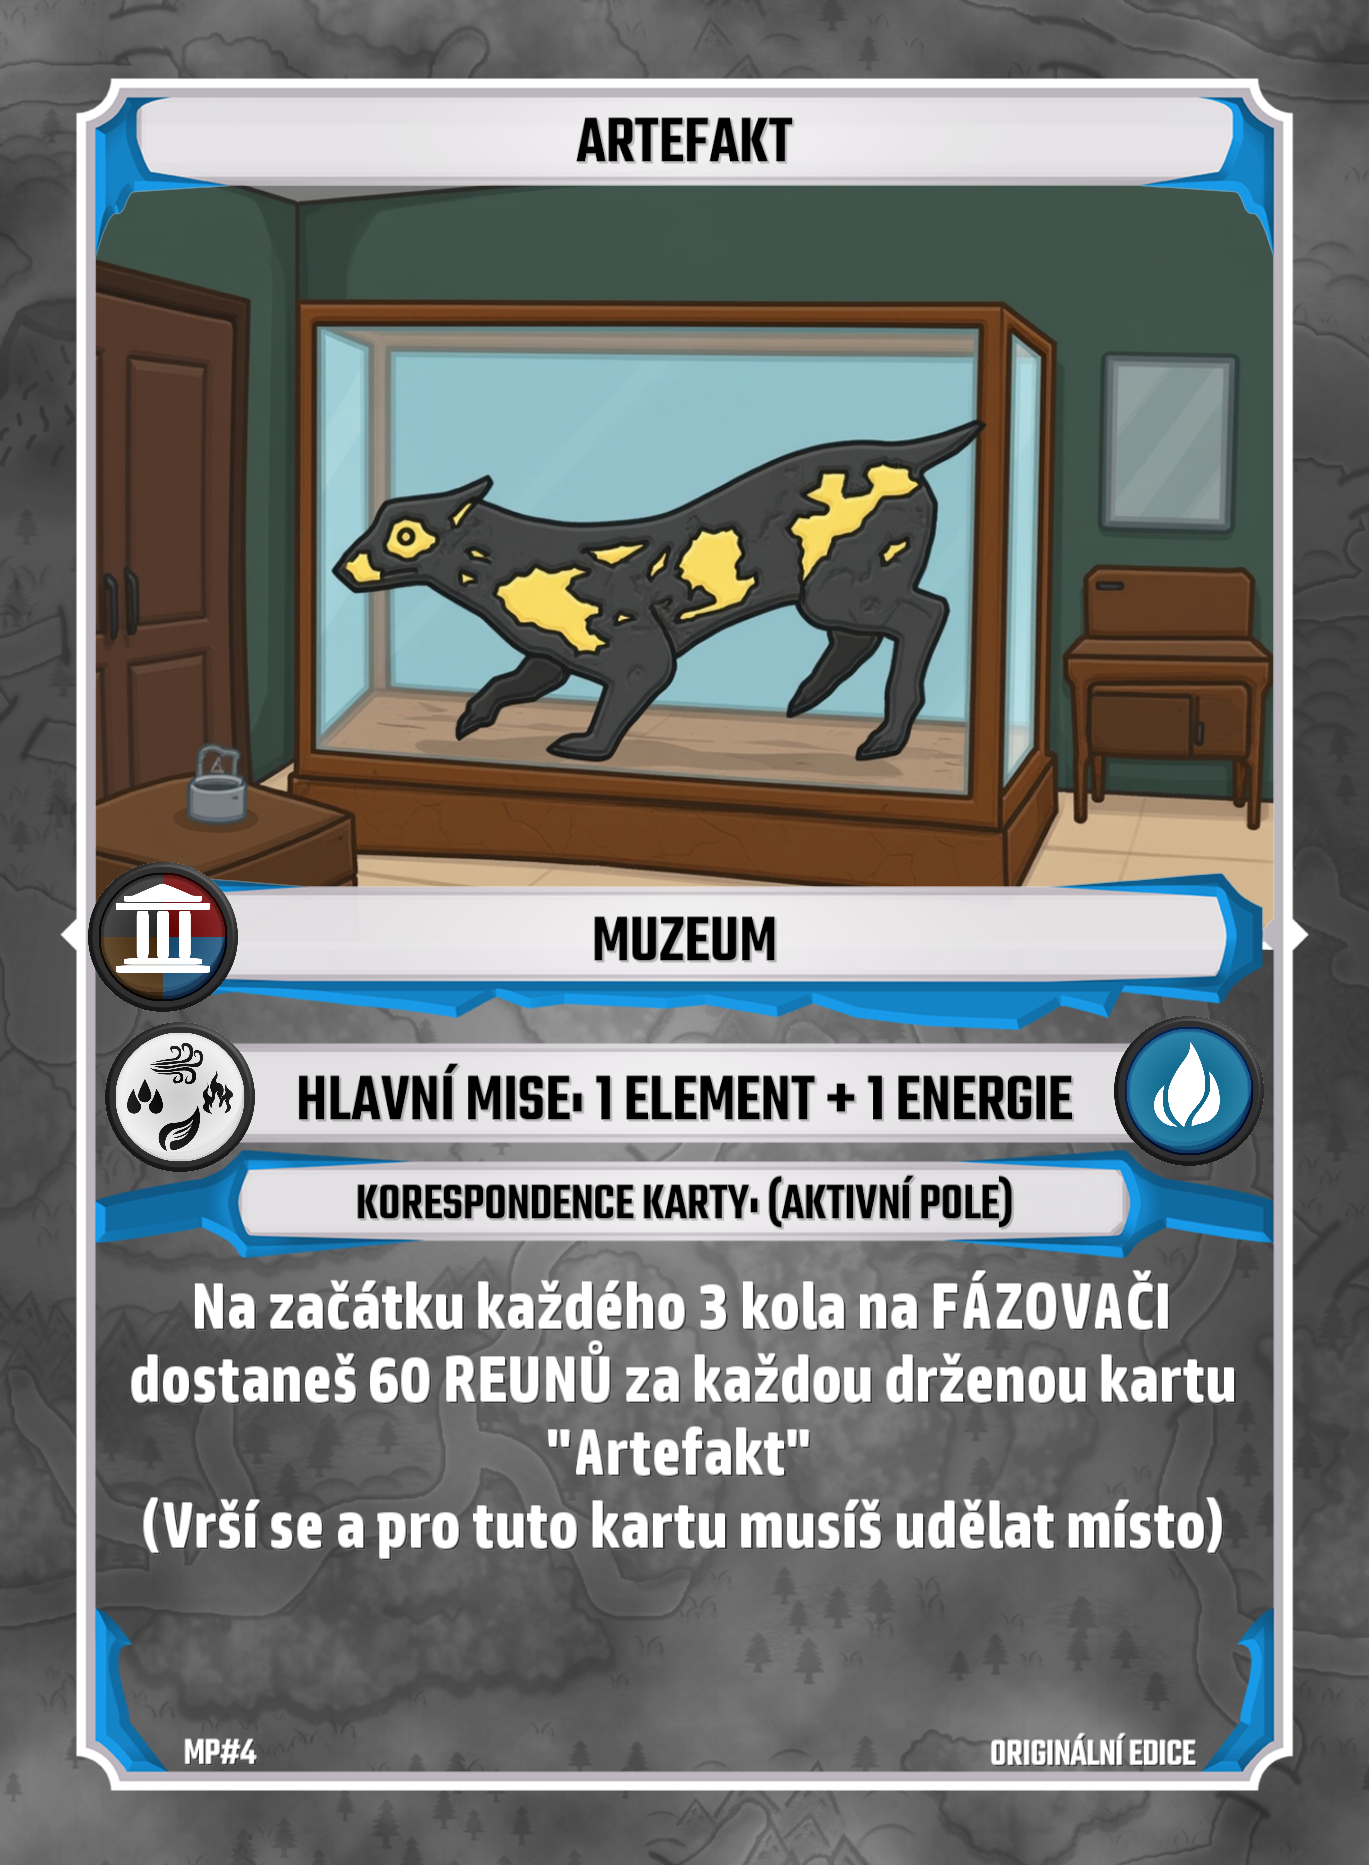 ARTEFAKT
MUZEUM
HLAVNÍ MISE: 1 ELEMENT + 1 ENERGIE
KORESPONDENCE KARTY: (AKTIVNÍ POLE)
Na začátku každého 3 kola na FÁZOVAČI
dostaneš 60 REUNŮ za každou drženou kartu
"Artefakt"
(Vrší se a pro tuto kartu musíš udělat místo)
MP#4
ORIGINÁLNÍ EDICE